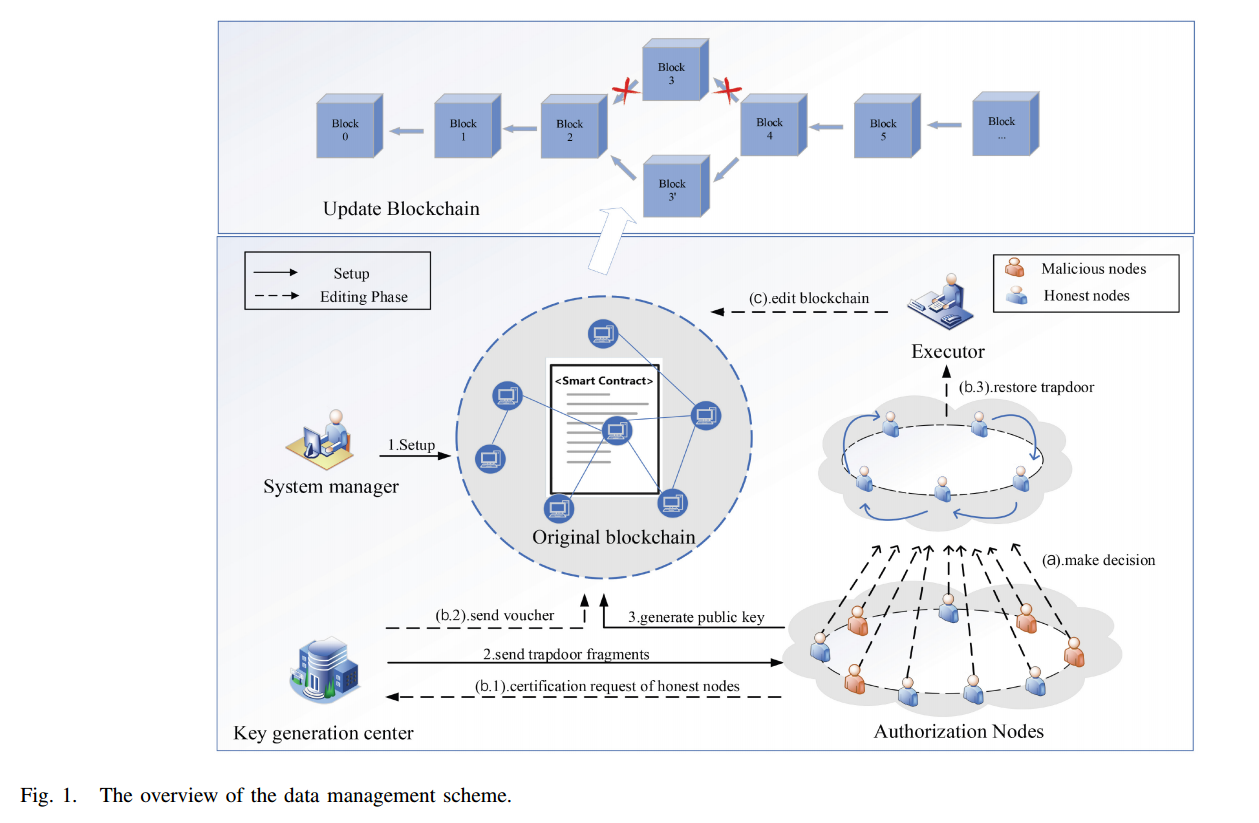 Block
3
Block
0
Block
1
Block
2
Block
4
Block
5
Block
...
Block
3'
Update Blockchain
Setup
Editing Phase
Malicious nodes
Honest nodes
(c).edit blockchain
Executor
<Smart Contract>
(b.3).restore trapdoor
1.Setup
System manager
Original blockchain
(a).make decision
(b.2).send voucher
3.generate public key
2.send trapdoor fragments
(b.1).certification request of honest nodes
Key generation center
Authorization Nodes
Fig. 1. The overview of the data management scheme.